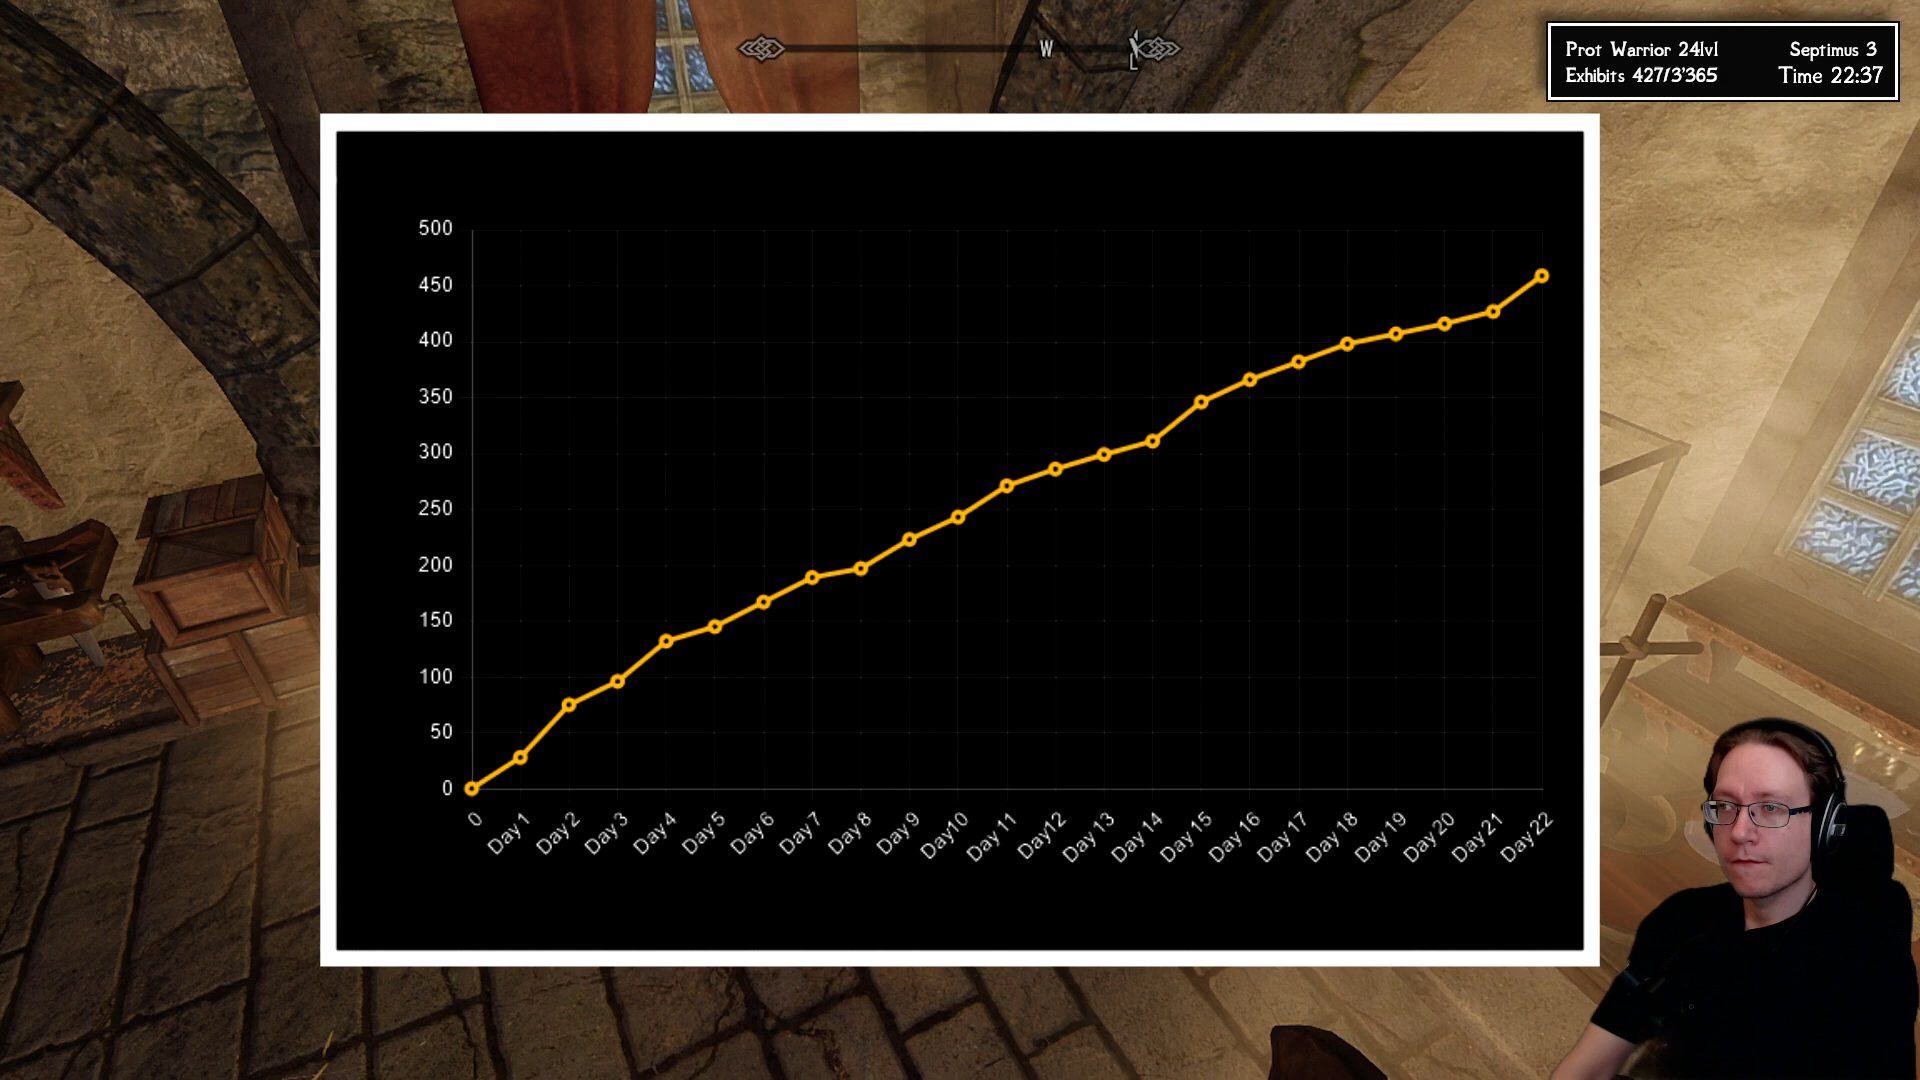 W
Prot Warrior 24lvl Septimus 3
Exhibits 427/3'365 Time 22:37
500
450
400
350
300
250
200
150
100
50
0
0 Day 1 Day 2 Day 3 Day 4 Day 5 Day 6 Day 7 Day 8 Day 9 Day 10 Day 11 Day 12 Day 13 Day 14 Day 15 Day 16 Day 17 Day 18 Day 19 Day 20 Day 21 Day 22